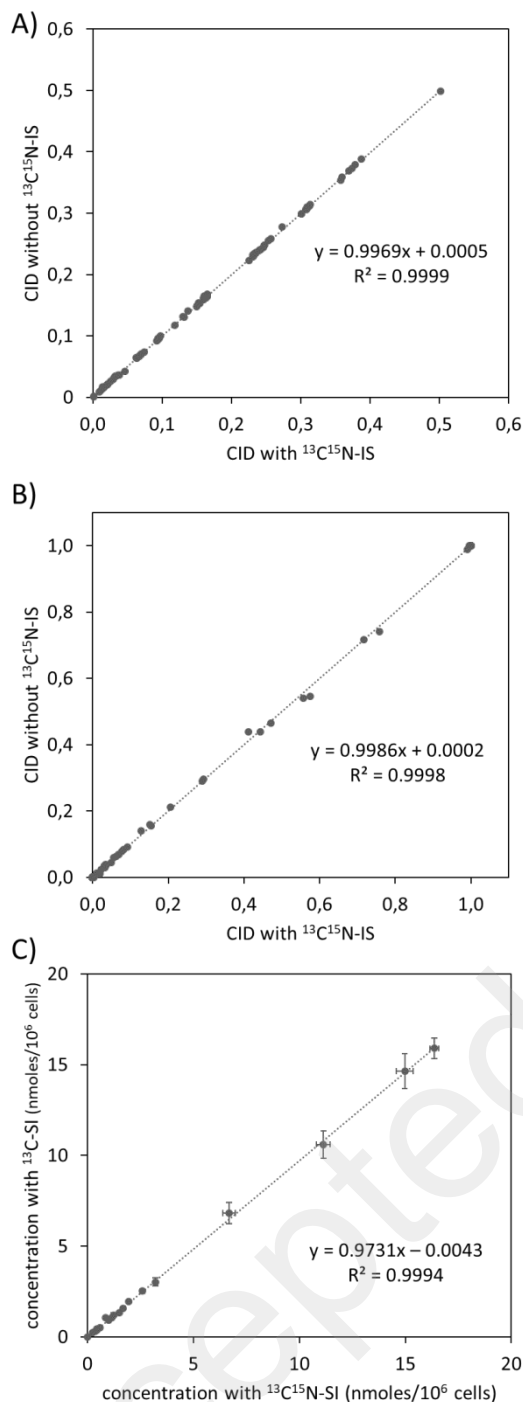 A)
0,6
0,5
0,4
0,3
0,2
0,1
0
CID without ¹³C¹⁵N-IS
y = 0.9969x + 0.0005
R² = 0.9999
0,0 0,1 0,2 0,3 0,4 0,5 0,6
CID with ¹³C¹⁵N-IS
B)
1,0
0,8
0,6
0,4
0,2
0,0
CID without ¹³C¹⁵N-IS
y = 0.9986x + 0.0002
R² = 0.9998
0,0 0,2 0,4 0,6 0,8 1,0
CID with ¹³C¹⁵N-IS
C)
20
15
10
5
0
concentration with ¹³C-SI (nmoles/10⁶ cells)
y = 0.9731x – 0.0043
R² = 0.9994
0 5 10 15 20
concentration with ¹³C¹⁵N-SI (nmoles/10⁶ cells)
cepted